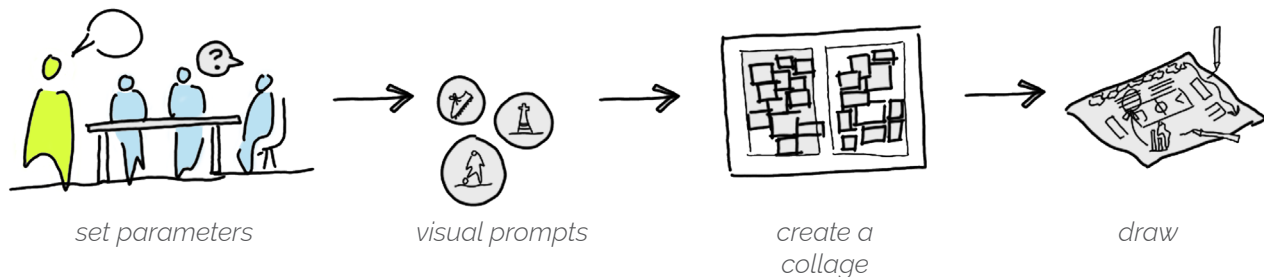 ?
set parameters
visual prompts
create a
collage
draw